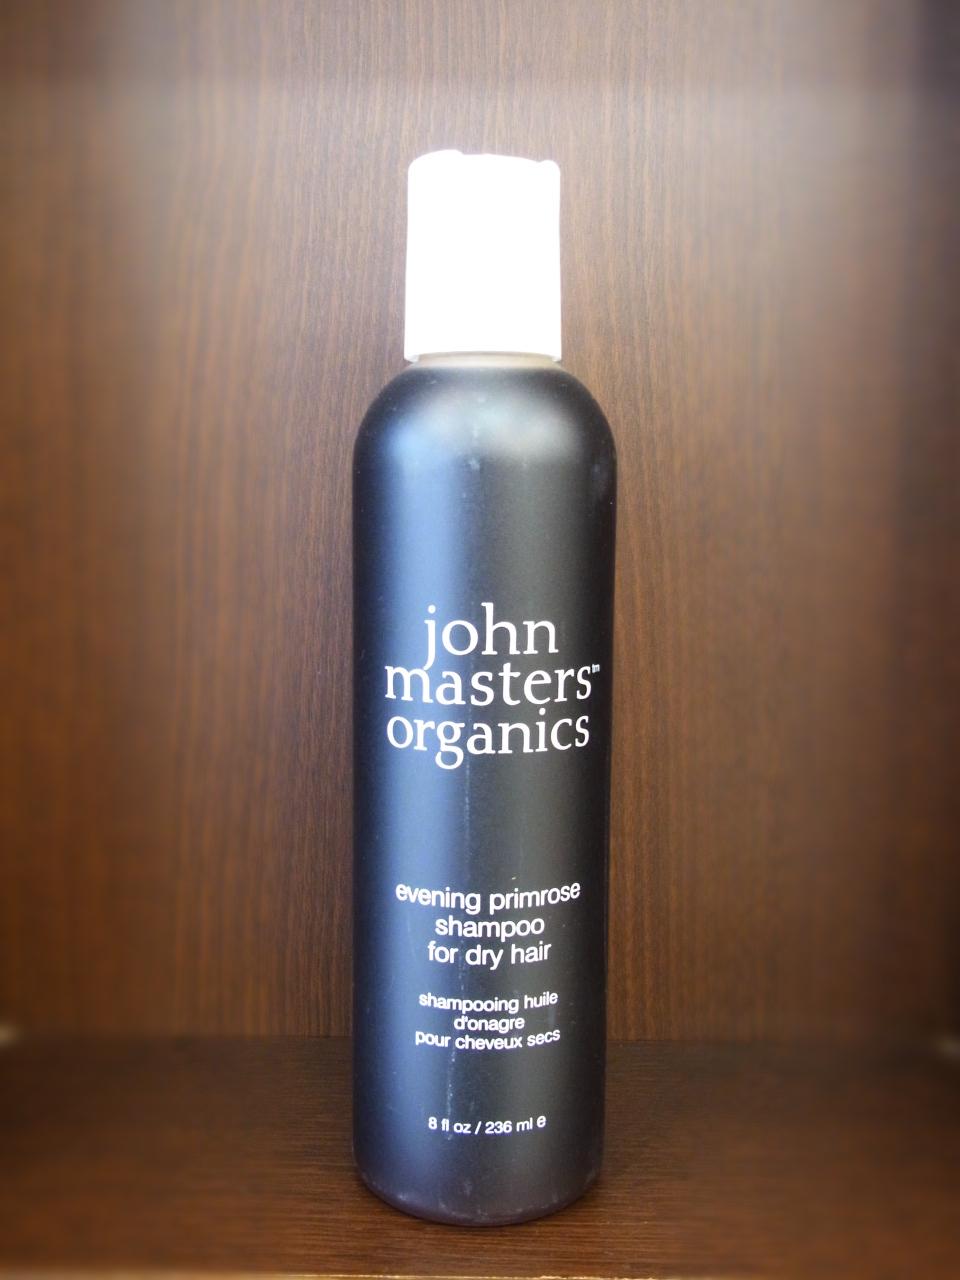 john
masters™
organics
evening primrose
shampoo
for dry hair
shampooing huile
d'onagre
pour cheveux secs
8 fl oz / 236 ml e